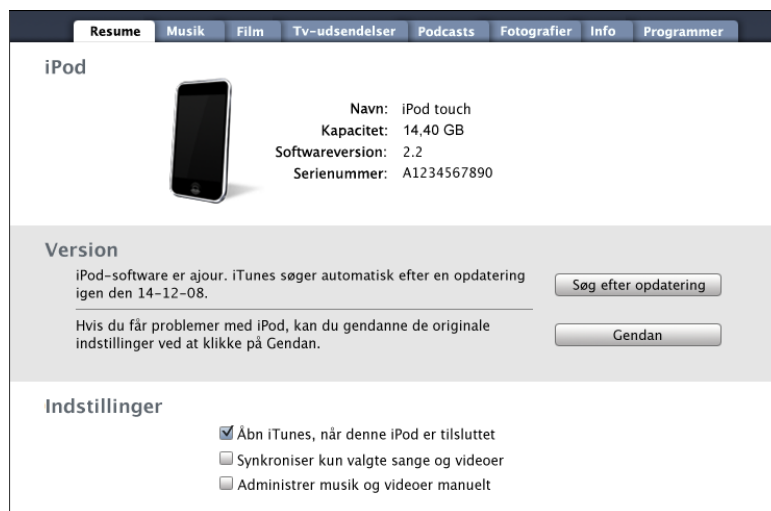 Resume Musik Film Tv-udsendelser Podcasts Fotografier Info Programmer
iPod
Navn: iPod touch
Kapacitet: 14,40 GB
Softwareversion: 2.2
Serienummer: A1234567890
Version
iPod-software er ajour. iTunes søger automatisk efter en opdatering
igen den 14-12-08.
Søg efter opdatering
Hvis du får problemer med iPod, kan du gendanne de originale
indstillinger ved at klikke på Gendan.
Gendan
Indstillinger
Åbn iTunes, når denne iPod er tilsluttet
Synkroniser kun valgte sange og videoer
Administrer musik og videoer manuelt